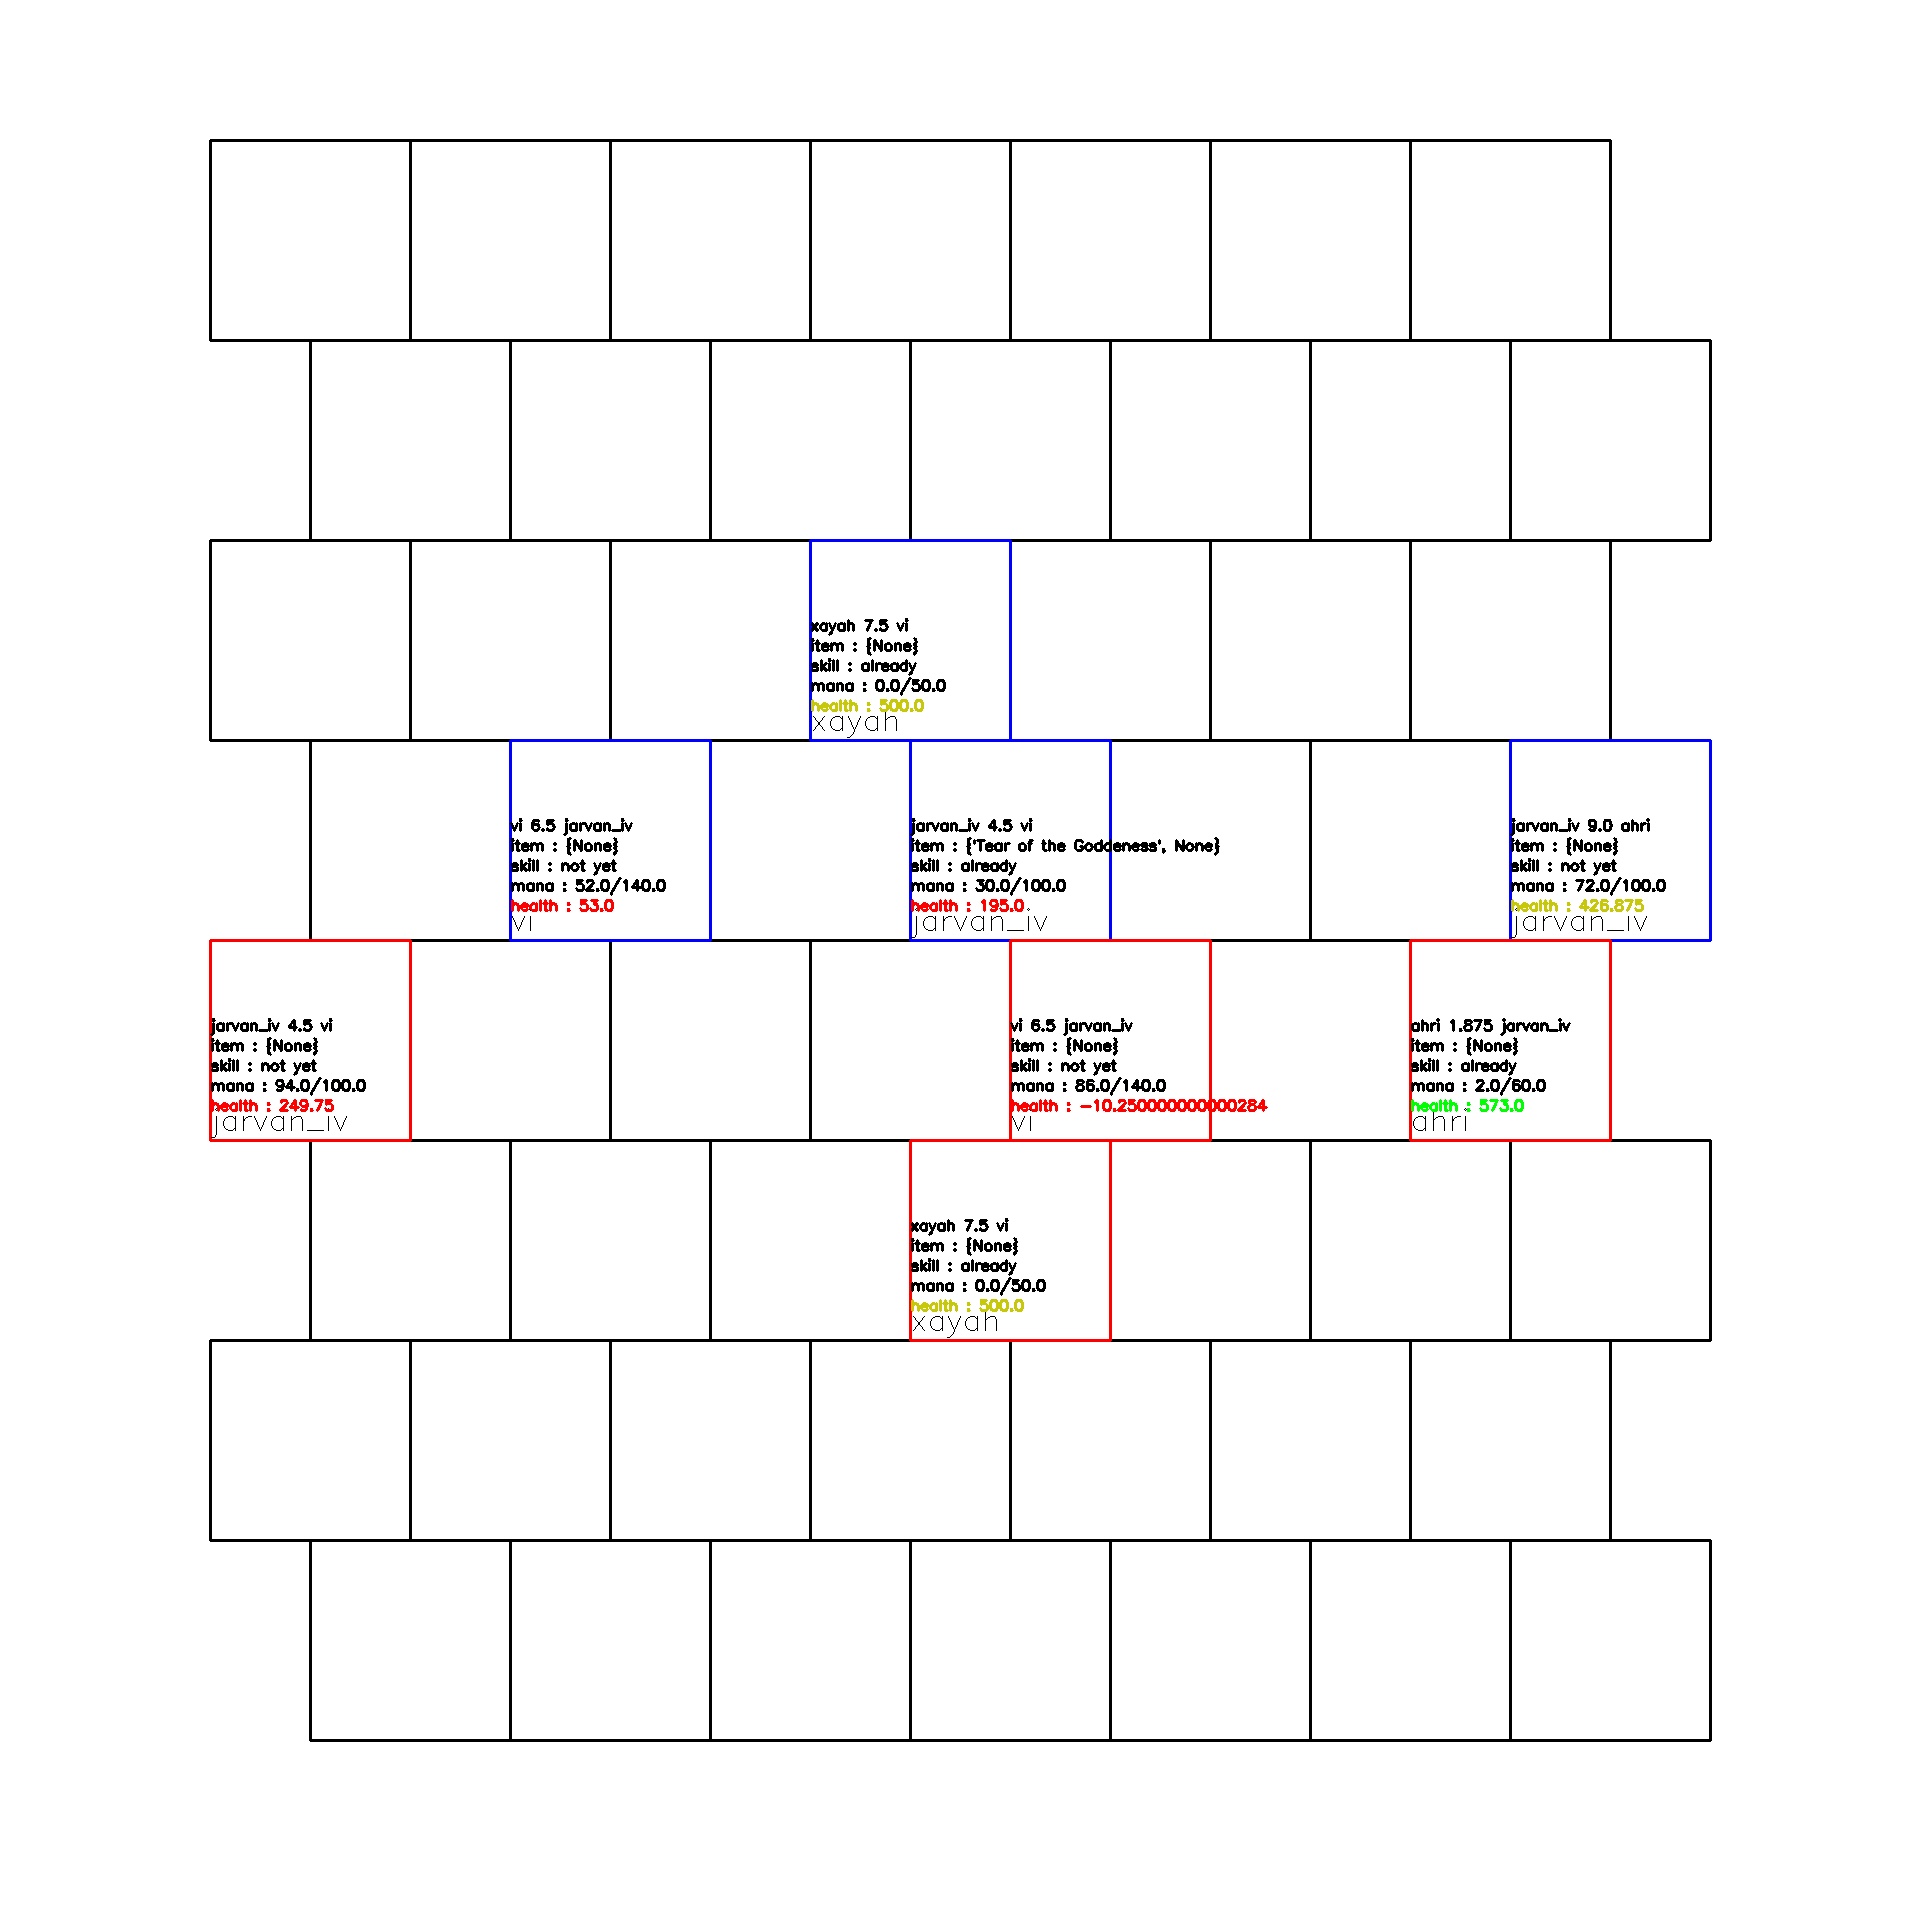 xayah 7.5 vi
item : {None}
skill : already
mana : 0.0/50.0
health : 500.0
xayah
vi 6.5 jarvan_iv
item : {None}
skill : not yet
mana : 52.0/140.0
health : 53.0
vi
jarvan_iv 4.5 vi
item : {'Tear of the Goddeness', None}
skill : already
mana : 30.0/100.0
health : 195.0
jarvan_iv
jarvan_iv 9.0 ahri
item : {None}
skill : not yet
mana : 72.0/100.0
health : 426.875
jarvan_iv
jarvan_iv 4.5 vi
item : {None}
skill : not yet
mana : 94.0/100.0
health : 249.75
jarvan_iv
vi 6.5 jarvan_iv
item : {None}
skill : not yet
mana : 86.0/140.0
health : -10.250000000000284
vi
ahri 1.875 jarvan_iv
item : {None}
skill : already
mana : 2.0/60.0
health : 573.0
ahri
xayah 7.5 vi
item : {None}
skill : already
mana : 0.0/50.0
health : 500.0
xayah